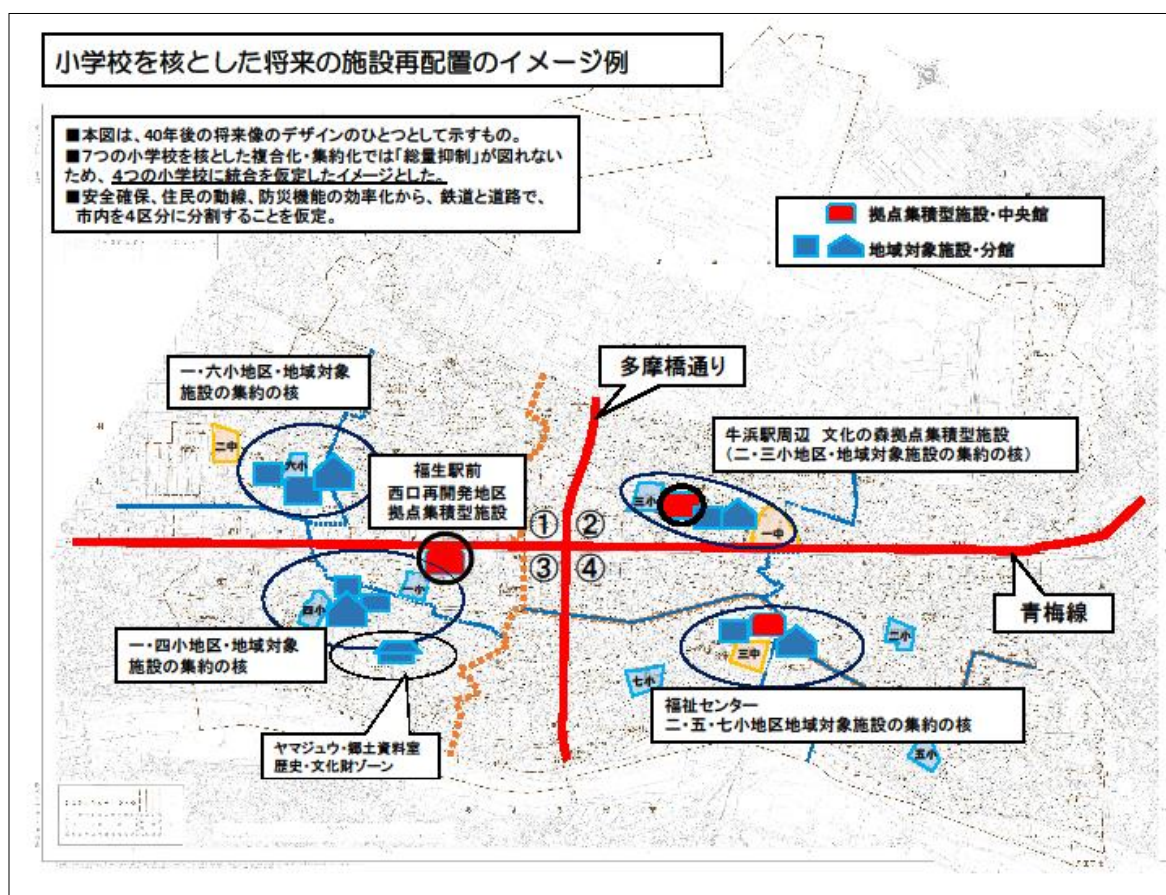 小学校を核とした将来の施設再配置のイメージ例
■本図は、40年後の将来像のデザインのひとつとして示すもの。
■7つの小学校を核とした複合化・集約化では「総量抑制」が図れない
ため、4つの小学校に統合を仮定したイメージとした。
■安全確保、住民の動線、防災機能の効率化から、鉄道と道路で、
市内を4区分に分割することを仮定。
拠点集積型施設・中央館
地域対象施設・分館
多摩橋通り
一・六小地区・地域対象
施設の集約の核
牛浜駅周辺 文化の森拠点集積型施設
(二・三小地区・地域対象施設の集約の核)
二中
六小
福生駅前
西口再開発地区
拠点集積型施設
三小
一中
① ②
③ ④
青梅線
一小
四小
一・四小地区・地域対象
施設の集約の核
三中
二小
七小
福祉センター
二・五・七小地区地域対象施設の集約の核
ヤマジュウ・郷土資料室
歴史・文化財ゾーン
五小